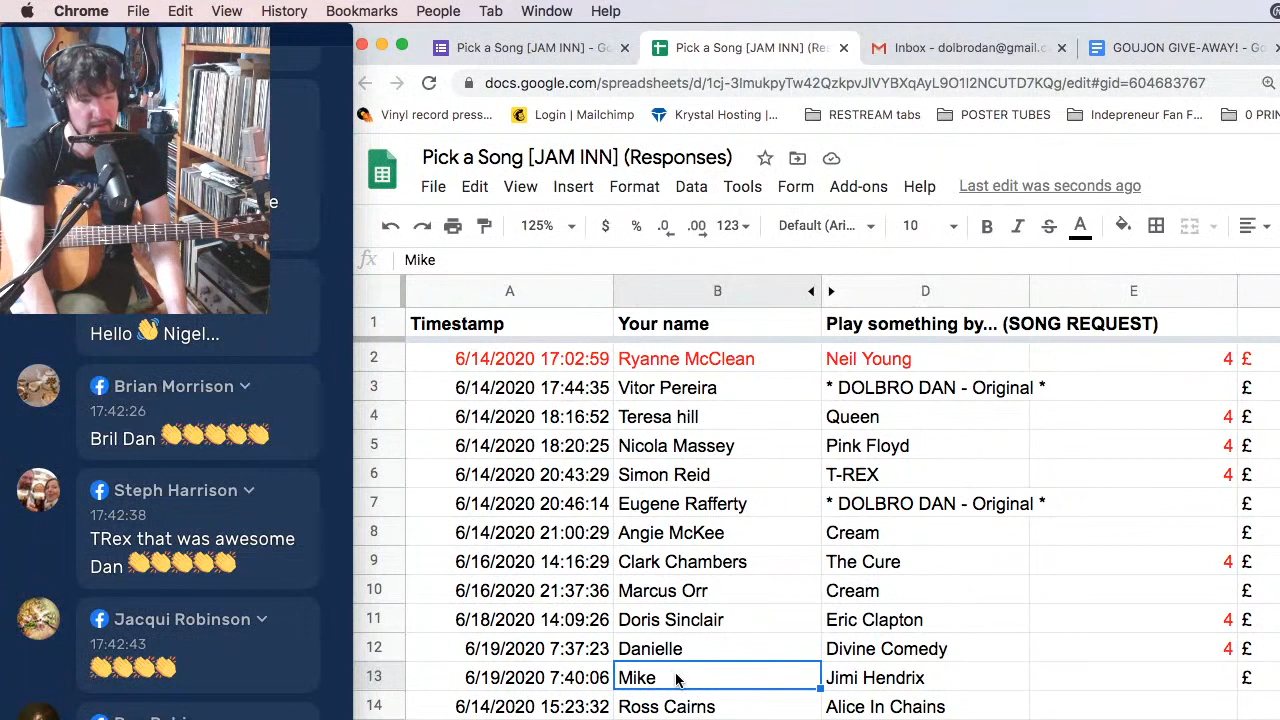 Chrome File Edit View History Bookmarks People Tab Window Help
Pick a Song [JAM INN] - Go
Pick a Song [JAM INN] (Res
Inbox - dolbrodan@gmail.c
GOUJON GIVE-AWAY! - Go
docs.google.com/spreadsheets/d/1cj-3ImukpyTw42QzkpvJlVYBXqAyL9O1I2NCUTD7KQg/edit#gid=604683767
Vinyl record press... Login | Mailchimp Krystal Hosting |... RESTREAM tabs POSTER TUBES Indepreneur Fan F... 0 PRIN
Pick a Song [JAM INN] (Responses)
File Edit View Insert Format Data Tools Form Add-ons Help Last edit was seconds ago
125% $ % .0 .00 123 Default (Ari... 10 B I S A
fx Mike
A B D E
1 Timestamp Your name Play something by... (SONG REQUEST)
2 6/14/2020 17:02:59 Ryanne McClean Neil Young 4 £
3 6/14/2020 17:44:35 Vitor Pereira * DOLBRO DAN - Original * £
4 6/14/2020 18:16:52 Teresa hill Queen 4 £
5 6/14/2020 18:20:25 Nicola Massey Pink Floyd 4 £
6 6/14/2020 20:43:29 Simon Reid T-REX 4 £
7 6/14/2020 20:46:14 Eugene Rafferty * DOLBRO DAN - Original * £
8 6/14/2020 21:00:29 Angie McKee Cream £
9 6/16/2020 14:16:29 Clark Chambers The Cure 4 £
10 6/16/2020 21:37:36 Marcus Orr Cream £
11 6/18/2020 14:09:26 Doris Sinclair Eric Clapton 4 £
12 6/19/2020 7:37:23 Danielle Divine Comedy 4 £
13 6/19/2020 7:40:06 Mike Jimi Hendrix £
14 6/14/2020 15:23:32 Ross Cairns Alice In Chains
e
Hello 👋 Nigel...
Brian Morrison
17:42:26
Bril Dan 👏👏👏👏👏
Steph Harrison
17:42:38
TRex that was awesome
Dan 👏👏👏👏👏
Jacqui Robinson
17:42:43
👏👏👏👏